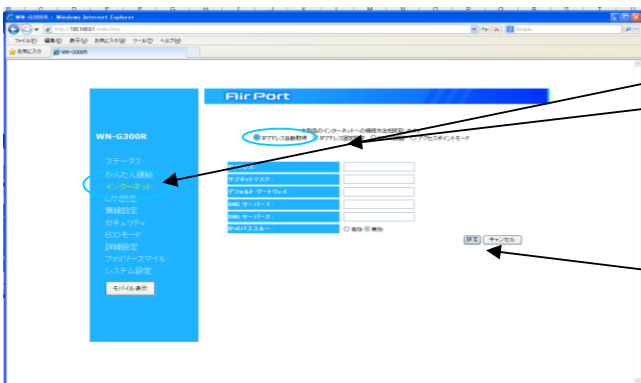 WN-G300R - Windows Internet Explorer
ファイル(F) 編集(E) 表示(V) お気に入り(A) ツール(T) ヘルプ(H)
お気に入り WN-G300R
AirPort
WN-G300R
IPアドレス自動取得 アクセスポイントモード
ステータス
かんたん接続
インターネット
LAN設定
無線設定
セキュリティ
ECOモード
詳細設定
ファミリースマイル
システム設定
モバイル表示
サブネットマスク:
デフォルト ゲートウェイ:
DNS サーバー1:
DNS サーバー2:
IPv6パススルー: 有効 無効
設定 キャンセル